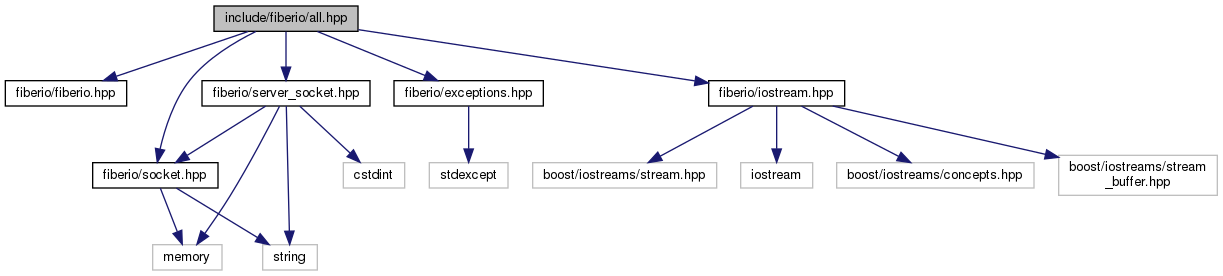 include/fiberio/all.hpp
fiberio/fiberio.hpp
fiberio/server_socket.hpp
fiberio/exceptions.hpp
fiberio/iostream.hpp
fiberio/socket.hpp
cstdint
stdexcept
boost/iostreams/stream.hpp
iostream
boost/iostreams/concepts.hpp
boost/iostreams/stream
_buffer.hpp
memory
string